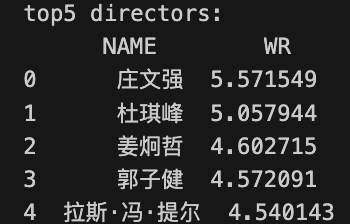 top5 directors:
NAME WR
0 庄文强 5.571549
1 杜琪峰 5.057944
2 姜炯哲 4.602715
3 郭子健 4.572091
4 拉斯·冯·提尔 4.540143